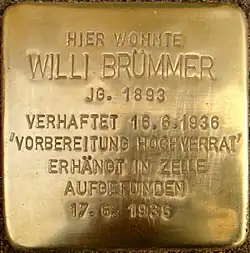 HIER WOHNTE
WILLI BRÜMMER
JG. 1893
VERHAFTET 16.6.1936
'VORBEREITUNG HOCHVERRAT'
ERHÄNGT IN ZELLE
AUFGEFUNDEN
17.6.1936